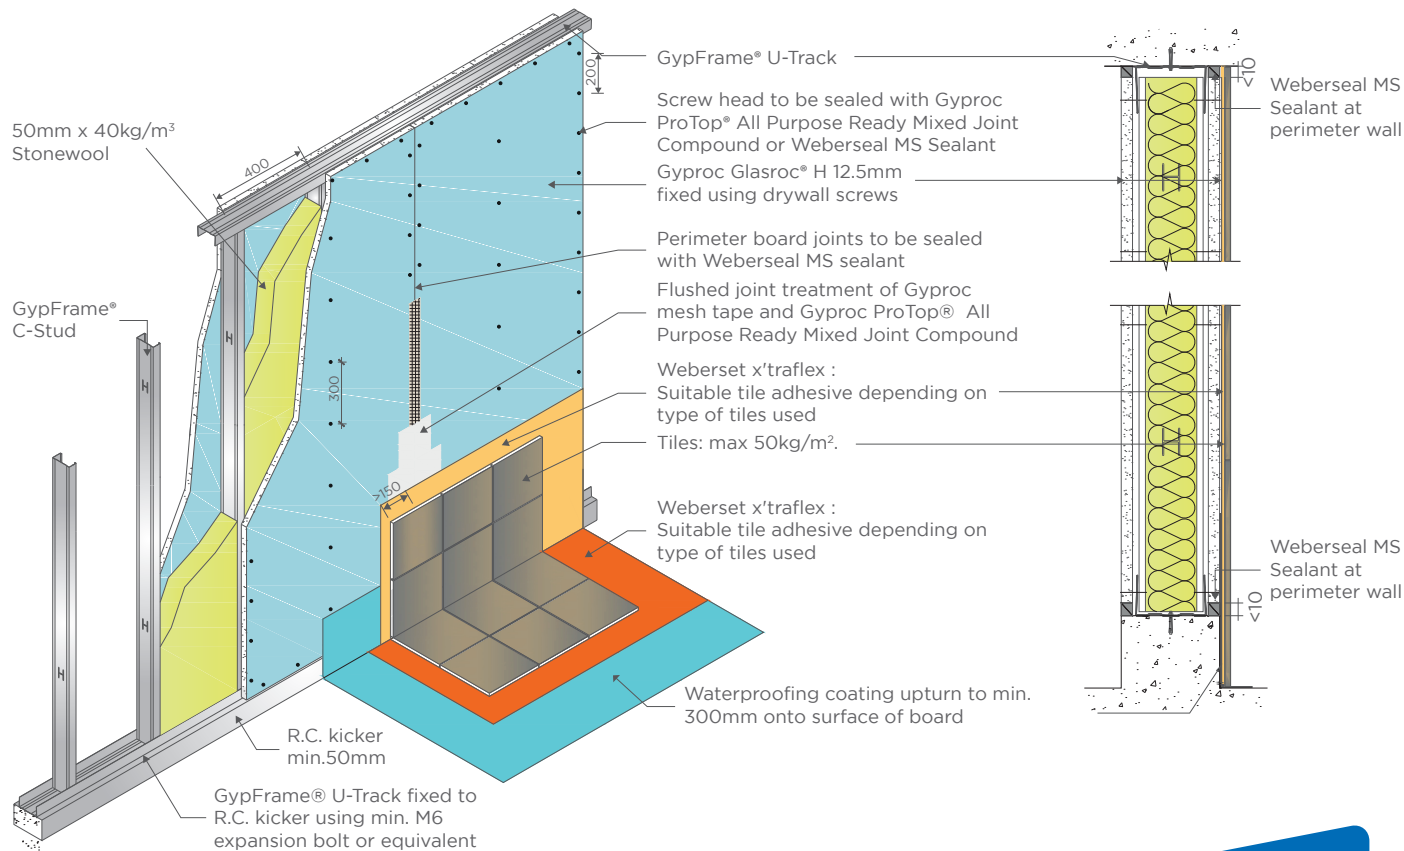 GypFrame® U-Track
200
<10
Weberseal MS
Sealant at
perimeter wall
Screw head to be sealed with Gyproc
ProTop® All Purpose Ready Mixed Joint
Compound or Weberseal MS Sealant
50mm x 40kg/m³
Stonewool
400
Gyproc Glasroc® H 12.5mm
fixed using drywall screws
Perimeter board joints to be sealed
with Weberseal MS sealant
GypFrame®
C-Stud
Flushed joint treatment of Gyproc
mesh tape and Gyproc ProTop® All
Purpose Ready Mixed Joint Compound
H
H
300
Weberset x'traflex :
Suitable tile adhesive depending on
type of tiles used
Tiles: max 50kg/m².
>150
Weberset x'traflex :
Suitable tile adhesive depending on
type of tiles used
Weberseal MS
Sealant at
perimeter wall
<10
H
H
Waterproofing coating upturn to min.
300mm onto surface of board
R.C. kicker
min.50mm
GypFrame® U-Track fixed to
R.C. kicker using min. M6
expansion bolt or equivalent